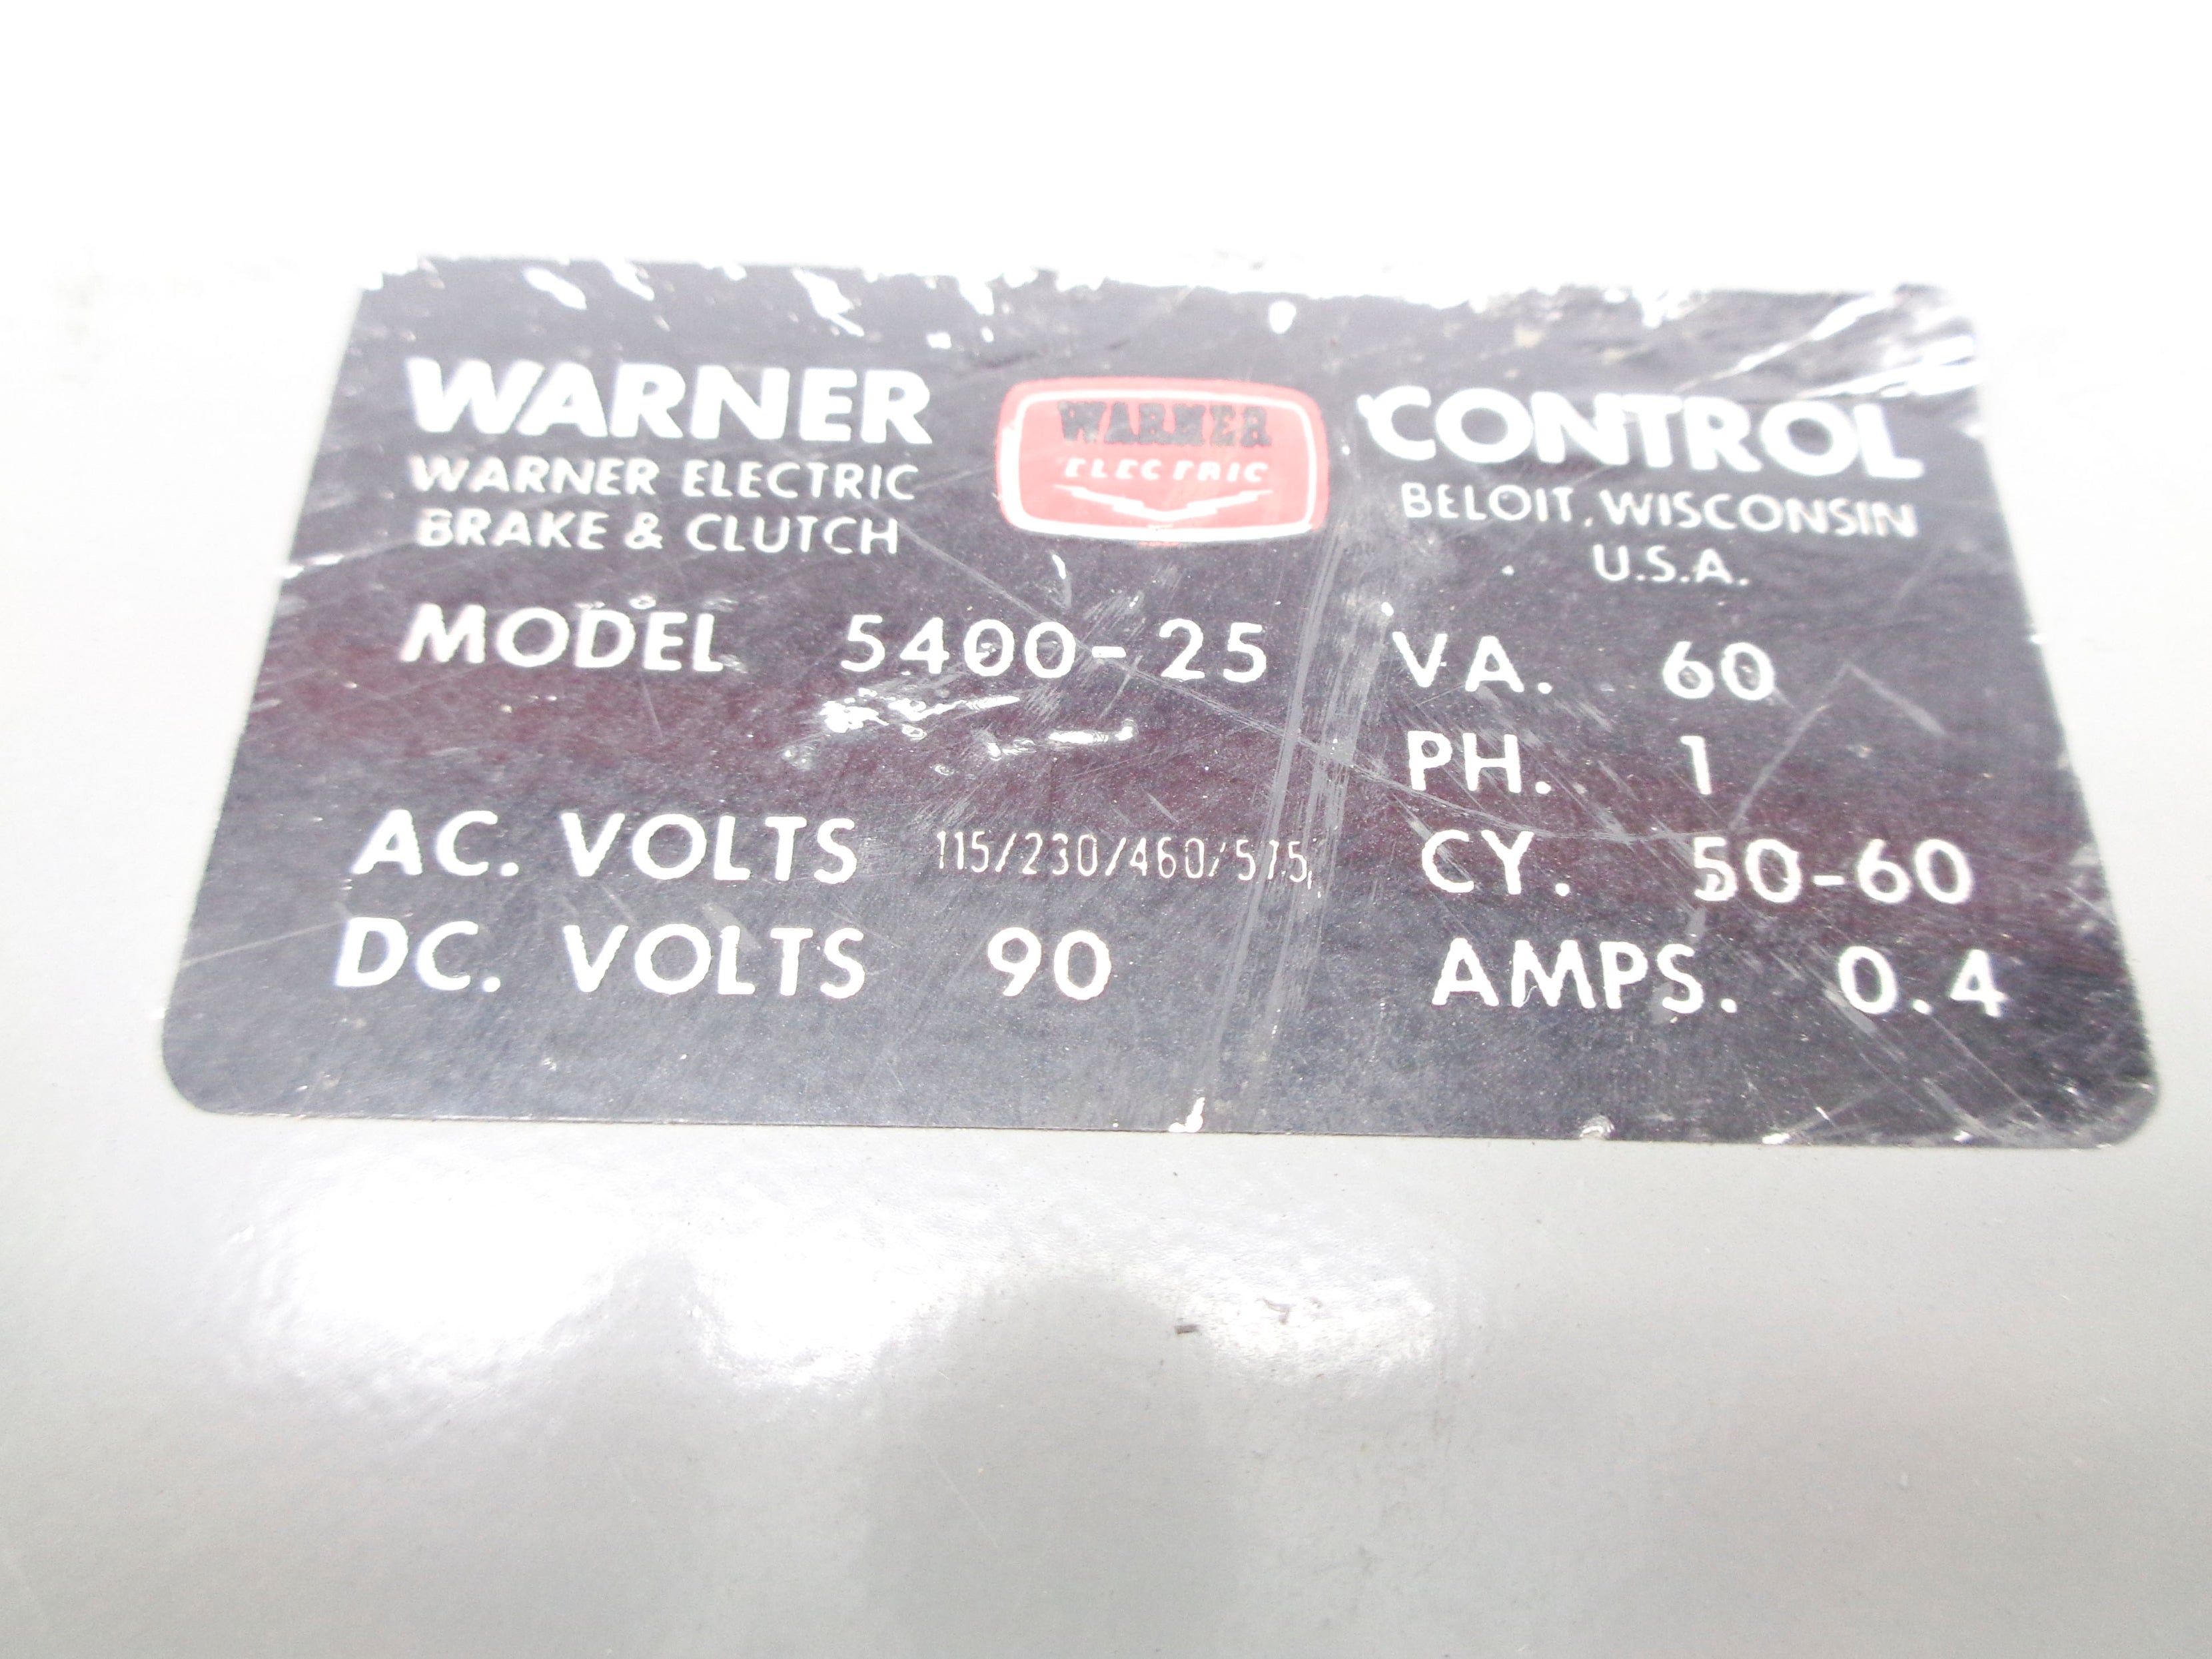 WARNER
WARNER ELECTRIC
BRAKE & CLUTCH
WARNER
ELECTRIC
CONTROL
BELOIT, WISCONSIN
U.S.A.
MODEL 5400-25
VA. 60
PH. 1
AC. VOLTS 115/230/460/575
CY. 50-60
DC. VOLTS 90
AMPS. 0.4